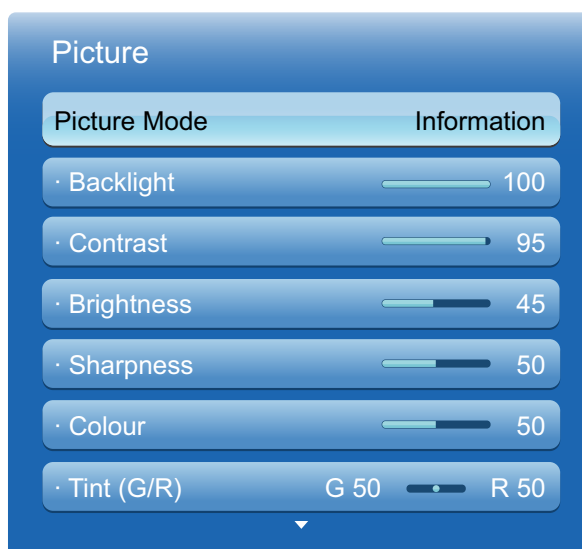 Picture
Picture Mode Information
· Backlight 100
· Contrast 95
· Brightness 45
· Sharpness 50
· Colour 50
· Tint (G/R) G 50 R 50